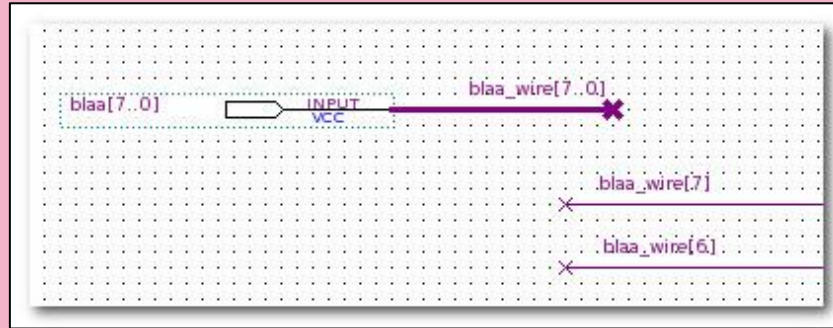 blaa_wire[7..0]
blaa[7..0] INPUT
VCC
blaa_wire[7]
blaa_wire[6]